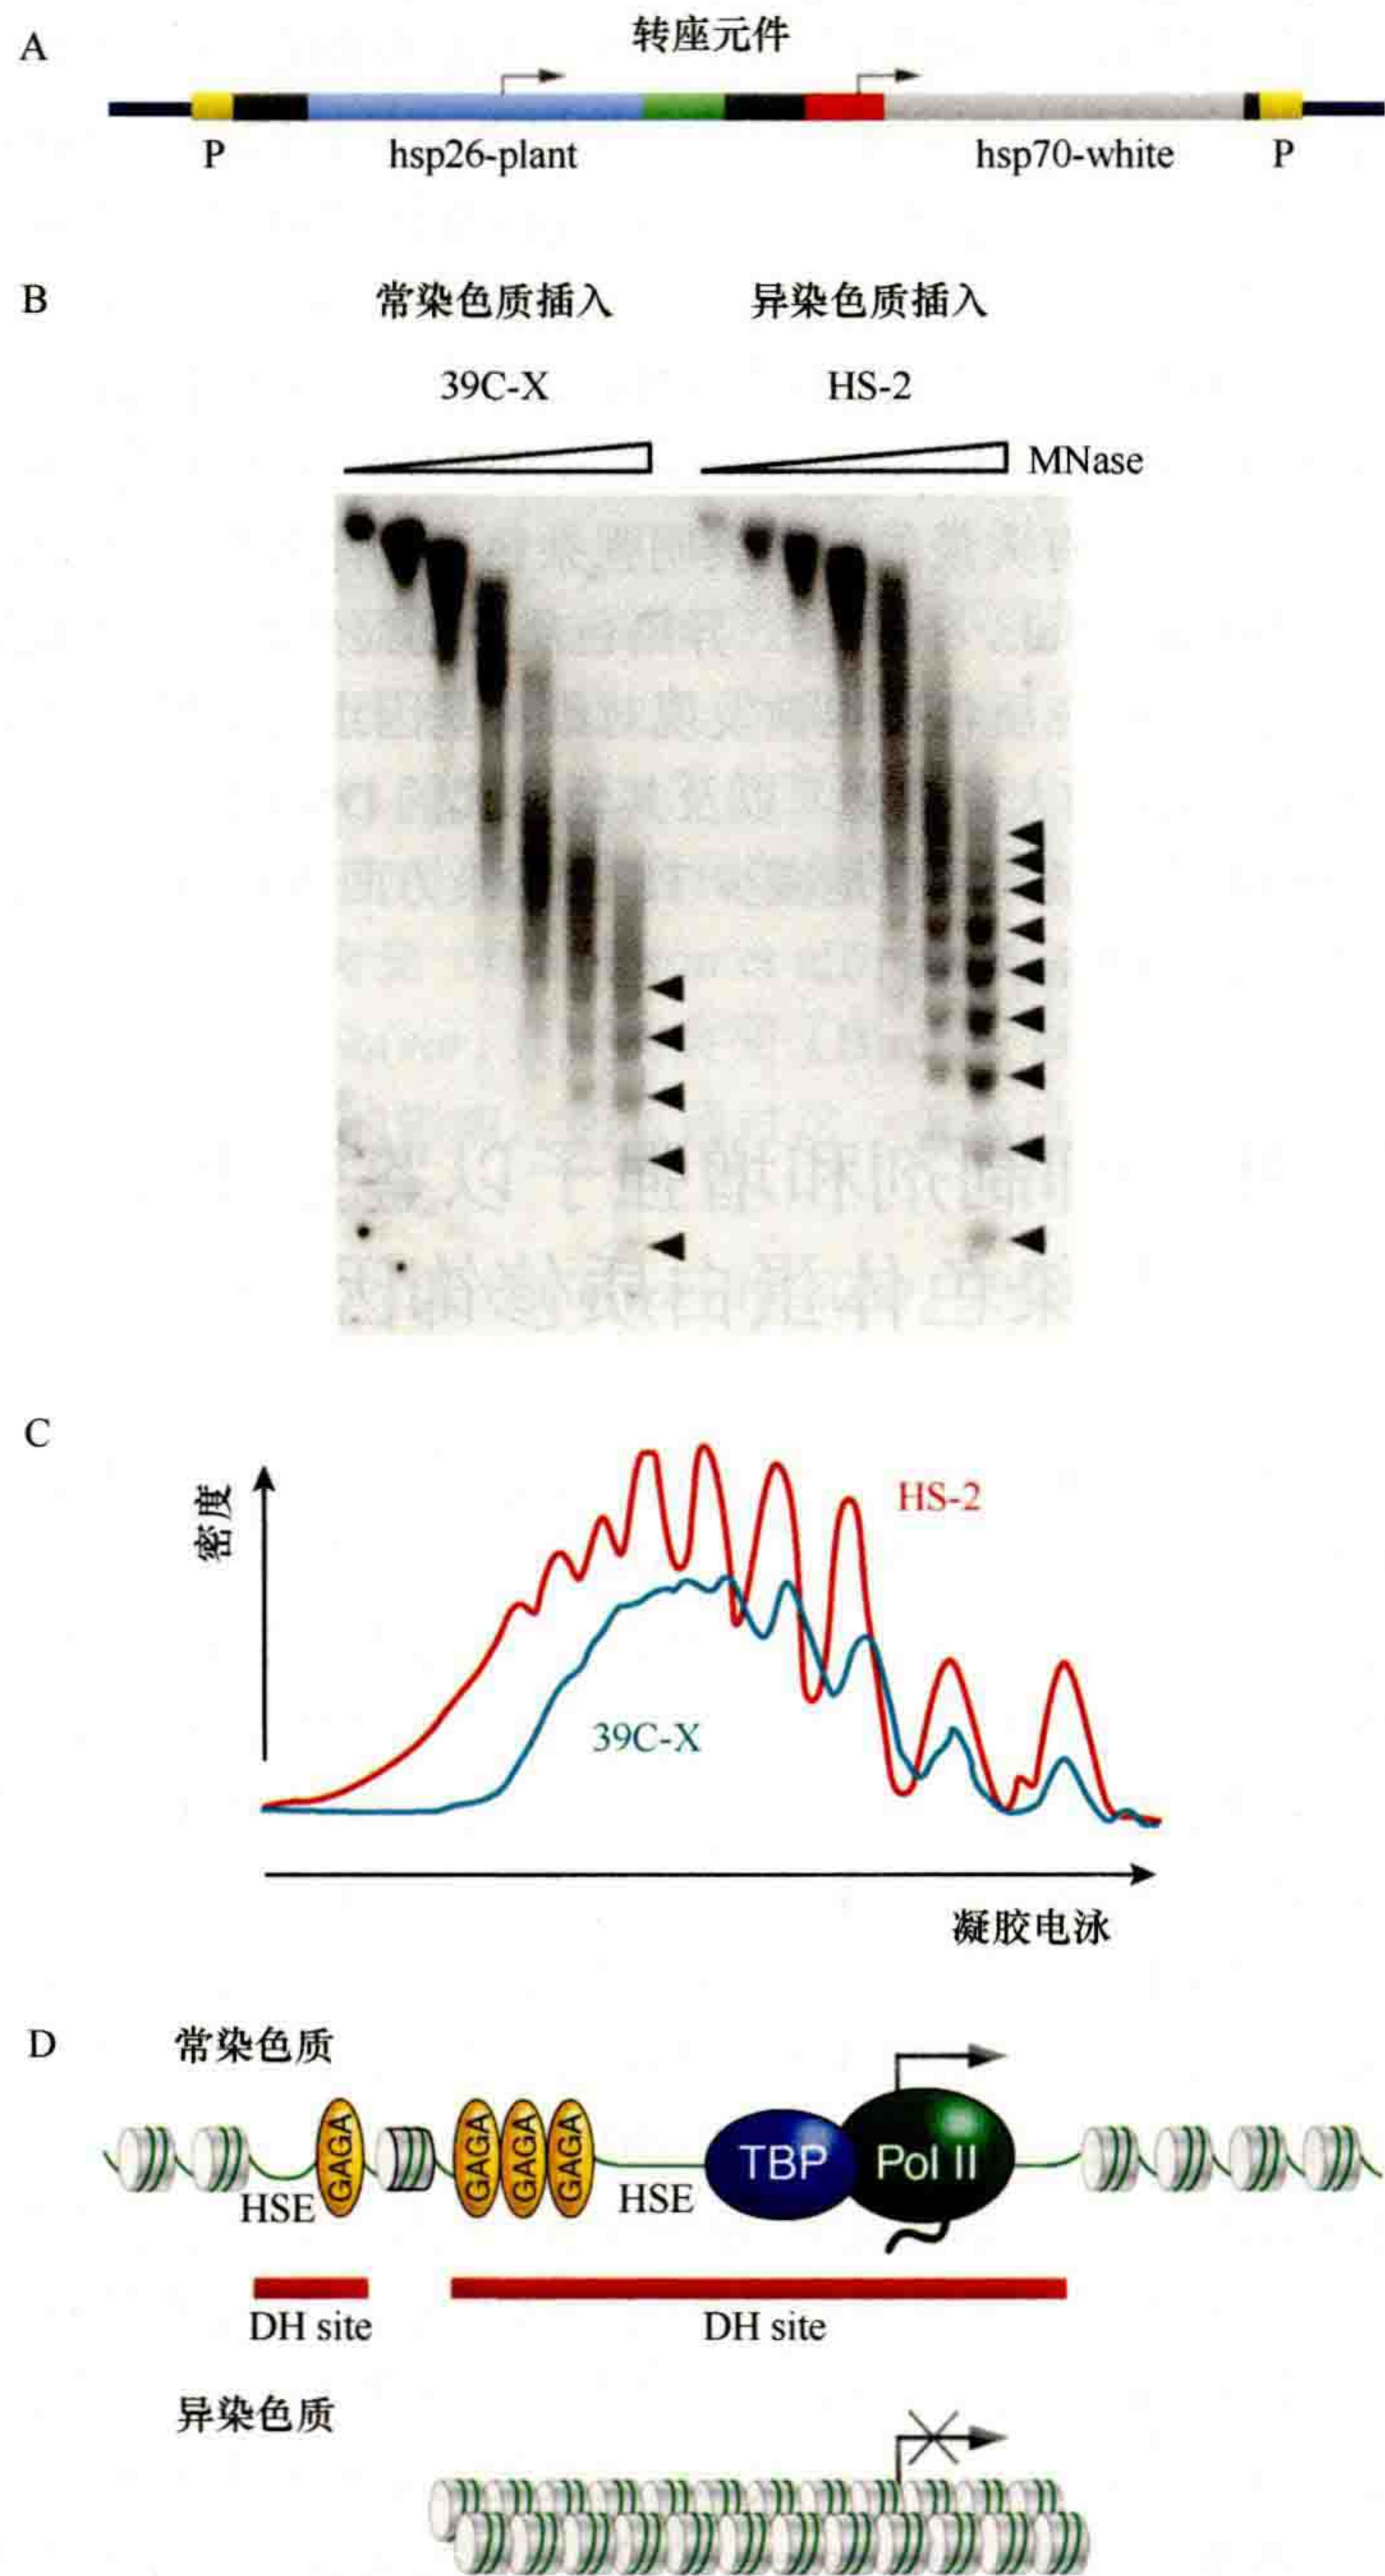 A
转座元件
P hsp26-plant hsp70-white P
B
常染色质插入 异染色质插入
39C-X HS-2
MNase
C
密度
HS-2
39C-X
凝胶电泳
D
常染色质
GAGA GAGA GAGA GAGA TBP Pol II
HSE HSE
DH site DH site
异染色质